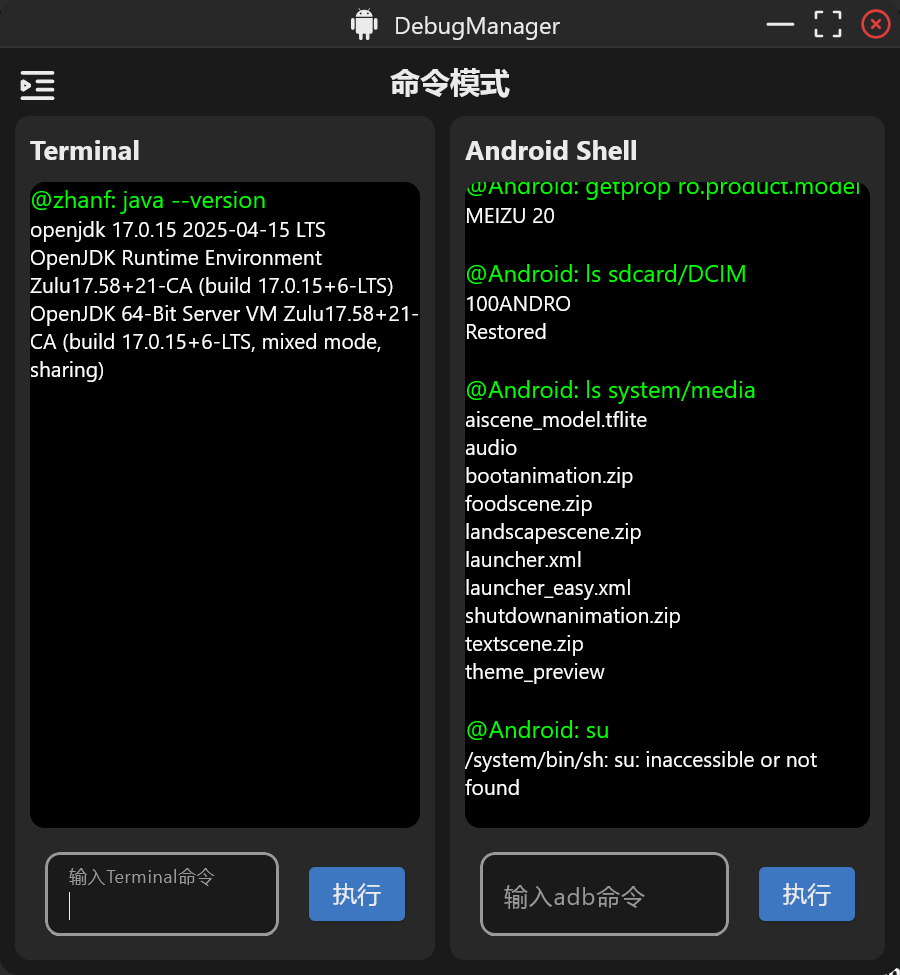 DebugManager
命令模式
Terminal
@zhanf: java --version
openjdk 17.0.15 2025-04-15 LTS
OpenJDK Runtime Environment
Zulu17.58+21-CA (build 17.0.15+6-LTS)
OpenJDK 64-Bit Server VM Zulu17.58+21-
CA (build 17.0.15+6-LTS, mixed mode,
sharing)
输入Terminal命令
执行
Android Shell
@Android: getprop ro.product.model
MEIZU 20
@Android: ls sdcard/DCIM
100ANDRO
Restored
@Android: ls system/media
aiscene_model.tflite
audio
bootanimation.zip
foodscene.zip
landscapescene.zip
launcher.xml
launcher_easy.xml
shutdownanimation.zip
textscene.zip
theme_preview
@Android: su
/system/bin/sh: su: inaccessible or not
found
输入adb命令
执行